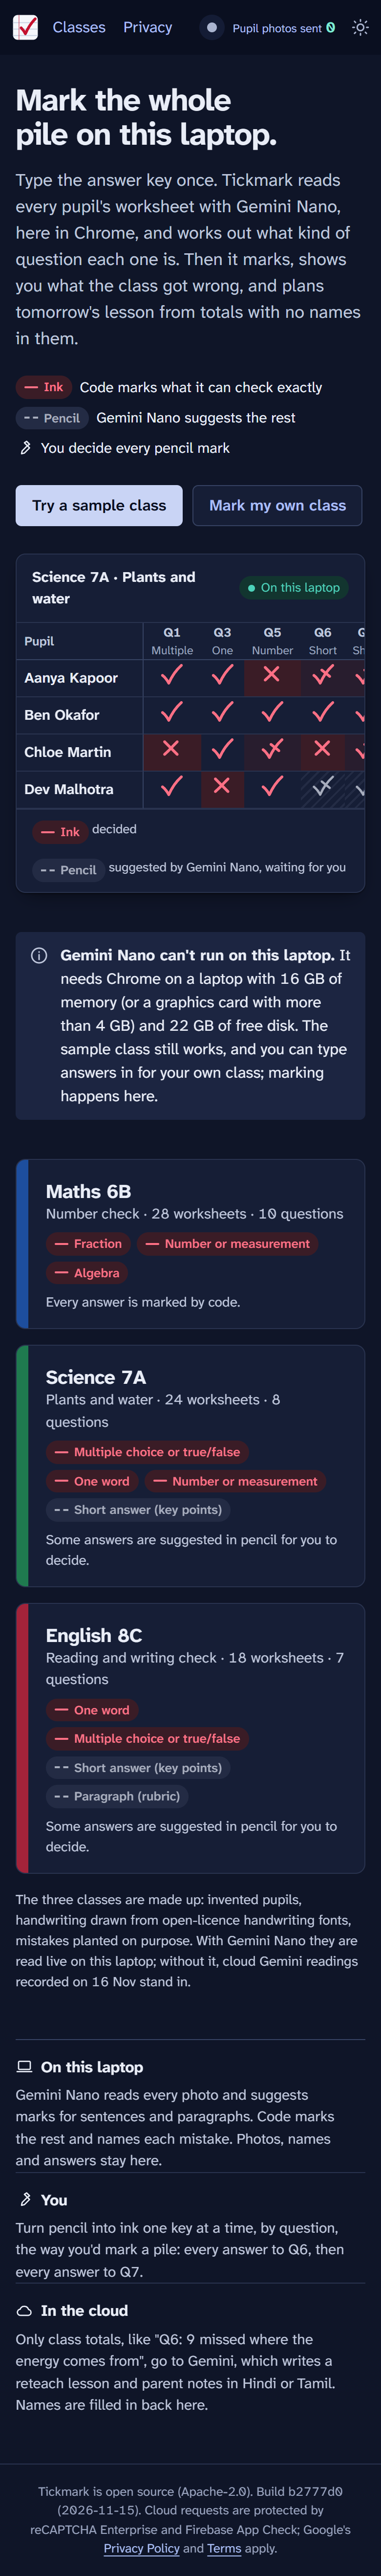 Classes Privacy Pupil photos sent 0
Mark the whole
pile on this laptop.
Type the answer key once. Tickmark reads
every pupil's worksheet with Gemini Nano,
here in Chrome, and works out what kind of
question each one is. Then it marks, shows
you what the class got wrong, and plans
tomorrow's lesson from totals with no names
in them.
Ink Code marks what it can check exactly
Pencil Gemini Nano suggests the rest
You decide every pencil mark
Try a sample class Mark my own class
Science 7A · Plants and
water
On this laptop
Pupil Q1 Q3 Q5 Q6
Multiple One Number Short
Aanya Kapoor
Ben Okafor
Chloe Martin
Dev Malhotra
Ink decided
Pencil suggested by Gemini Nano, waiting for you
Gemini Nano can't run on this laptop. It
needs Chrome on a laptop with 16 GB of
memory (or a graphics card with more
than 4 GB) and 22 GB of free disk. The
sample class still works, and you can type
answers in for your own class; marking
happens here.
Maths 6B
Number check · 28 worksheets · 10 questions
Fraction Number or measurement
Algebra
Every answer is marked by code.
Science 7A
Plants and water · 24 worksheets · 8
questions
Multiple choice or true/false
One word Number or measurement
Short answer (key points)
Some answers are suggested in pencil for you to
decide.
English 8C
Reading and writing check · 18 worksheets · 7
questions
One word
Multiple choice or true/false
Short answer (key points)
Paragraph (rubric)
Some answers are suggested in pencil for you to
decide.
The three classes are made up: invented pupils,
handwriting drawn from open-licence handwriting fonts,
mistakes planted on purpose. With Gemini Nano they are
read live on this laptop; without it, cloud Gemini readings
recorded on 16 Nov stand in.
On this laptop
Gemini Nano reads every photo and suggests
marks for sentences and paragraphs. Code marks
the rest and names each mistake. Photos, names
and answers stay here.
You
Turn pencil into ink one key at a time, by question,
the way you'd mark a pile: every answer to Q6, then
every answer to Q7.
In the cloud
Only class totals, like "Q6: 9 missed where the
energy comes from", go to Gemini, which writes a
reteach lesson and parent notes in Hindi or Tamil.
Names are filled in back here.
Tickmark is open source (Apache-2.0). Build b2777d0
(2026-11-15). Cloud requests are protected by
reCAPTCHA Enterprise and Firebase App Check; Google's
Privacy Policy and Terms apply.